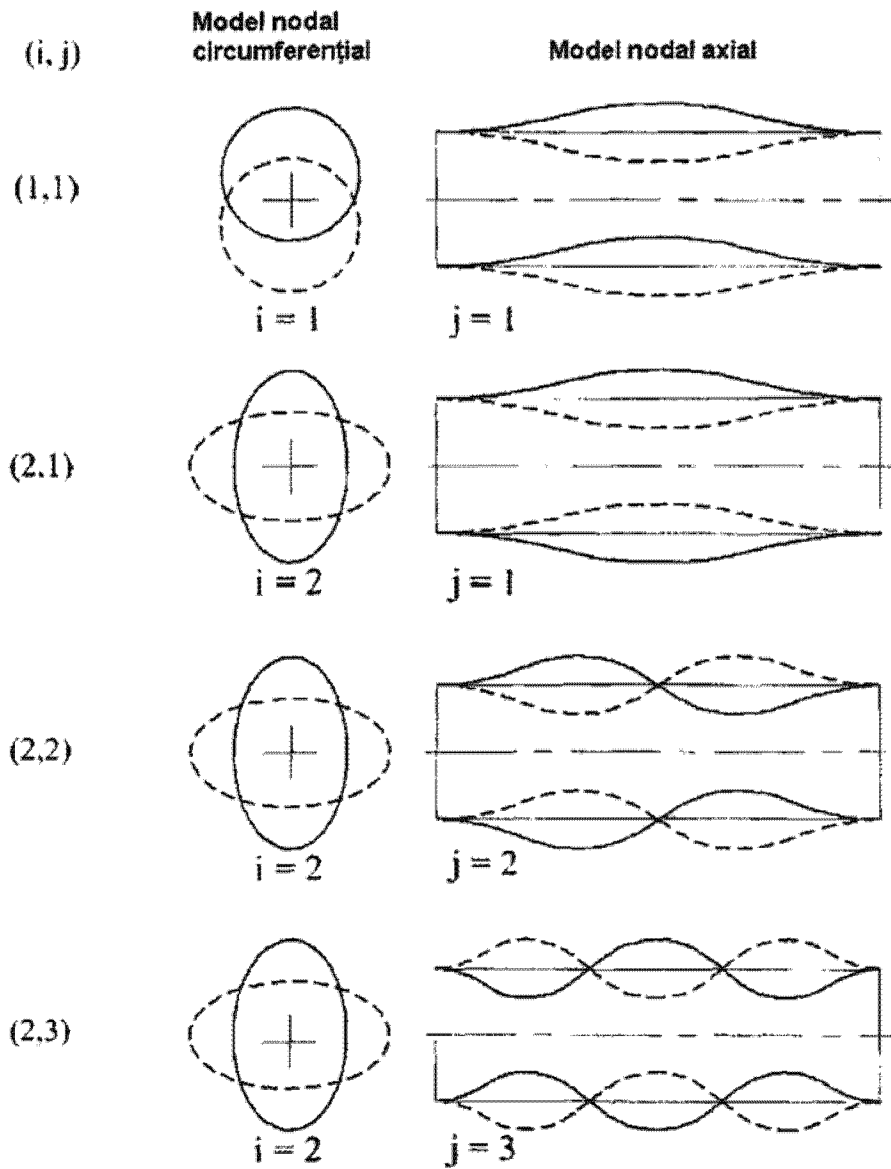 (i, j)
Model nodal
circumferențial
Model nodal axial
(1,1)
i = 1
j = 1
(2.1)
i = 2
j = 1
(2,2)
i = 2
j = 2
(2,3)
i = 2
j = 3